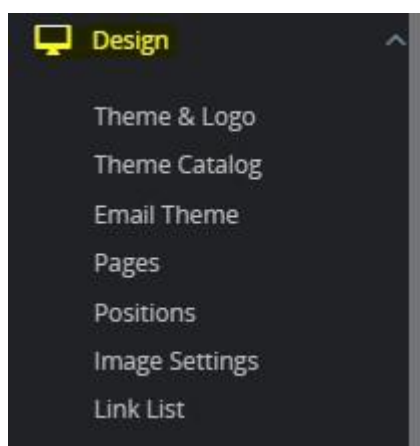 Design
Theme & Logo
Theme Catalog
Email Theme
Pages
Positions
Image Settings
Link List